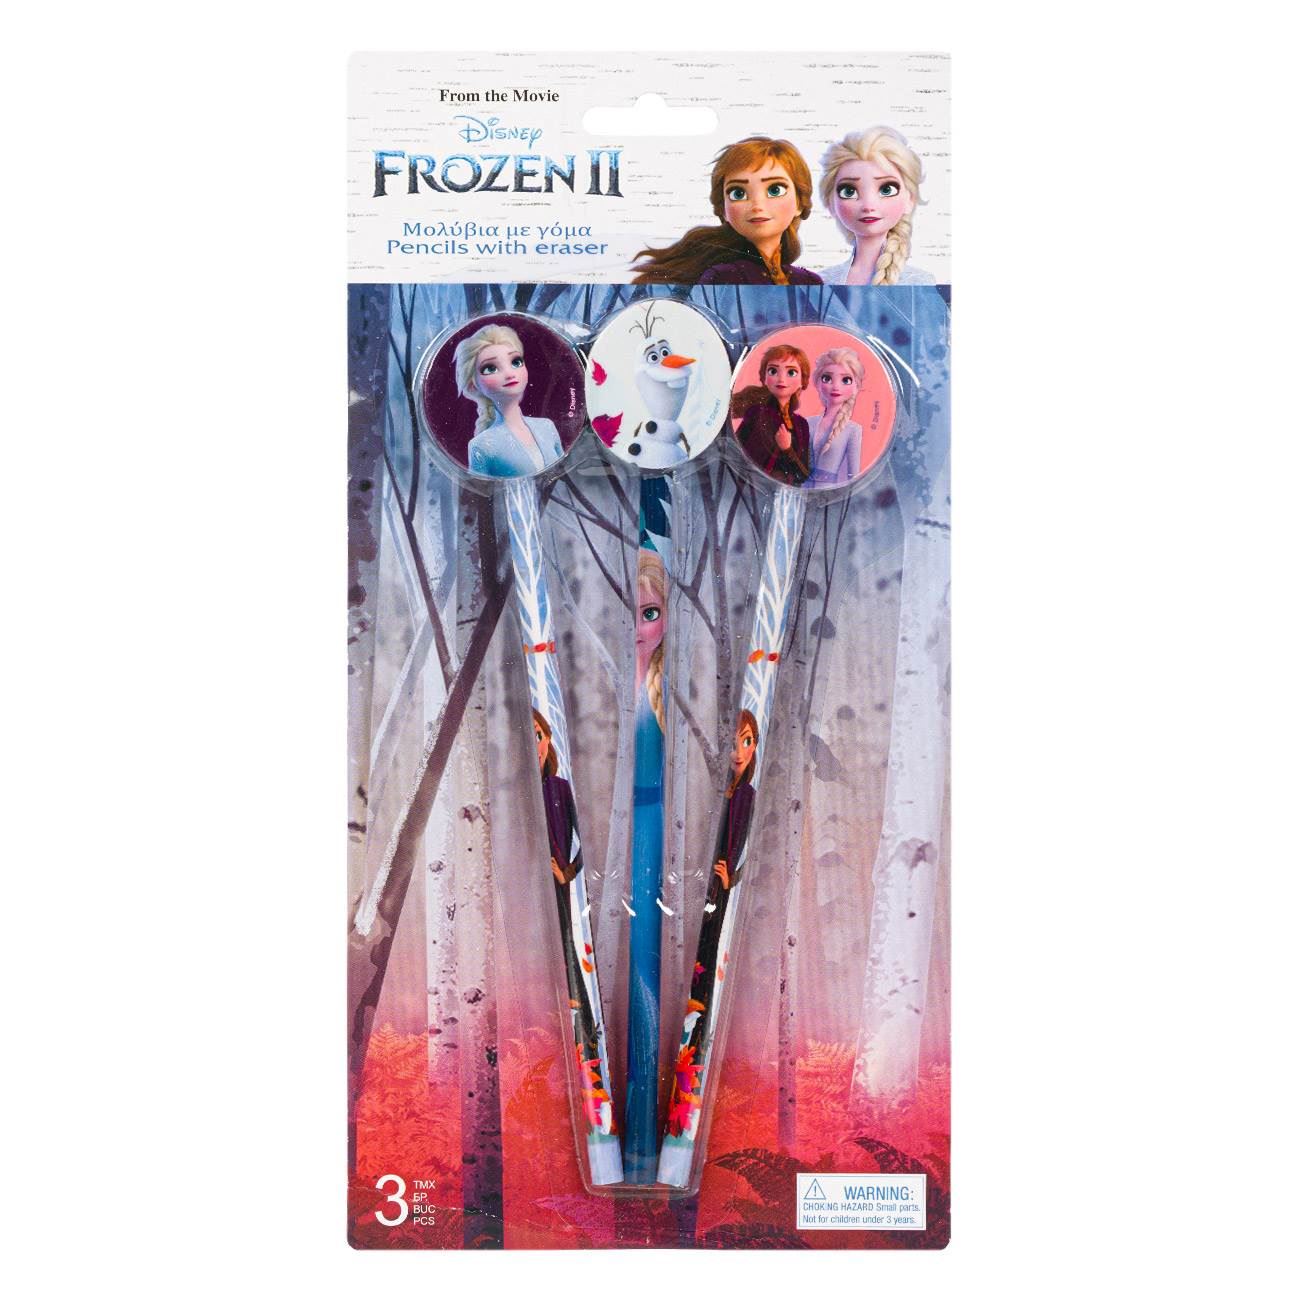 From the Movie
Disney
FROZEN II
Μολύβια με γόμα
Pencils with eraser
© Disney
© Disney
© Disney
3
ΤΜΧ
БР
BUC
PCS
WARNING:
CHOKING HAZARD Small parts.
Not for children under 3 years.